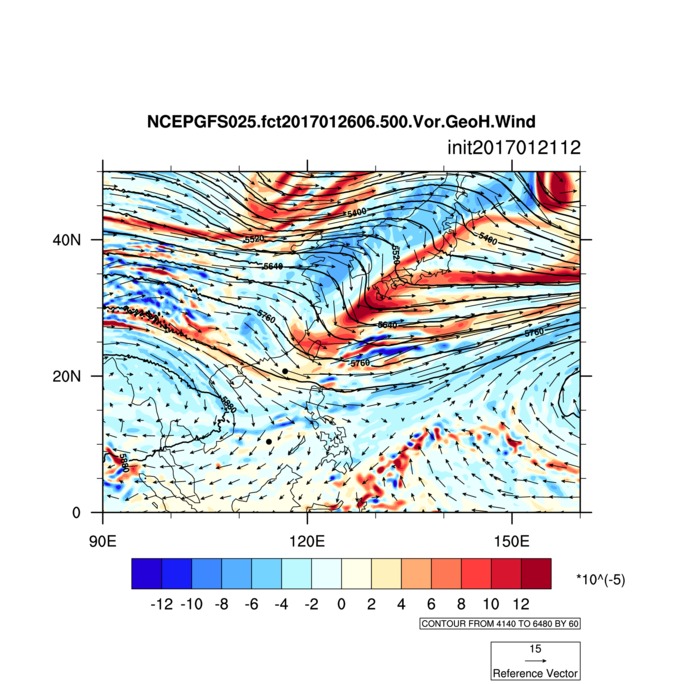 NCEPGFS025.fct2017012606.500.Vor.GeoH.Wind
init2017012112
5400
5520
5460
40N
5520
5640
5760
5640
5760
5760
20N
5880
5880
0
90E 120E 150E
-12 -10 -8 -6 -4 -2 0 2 4 6 8 10 12
*10^(-5)
CONTOUR FROM 4140 TO 6480 BY 60
15
Reference Vector